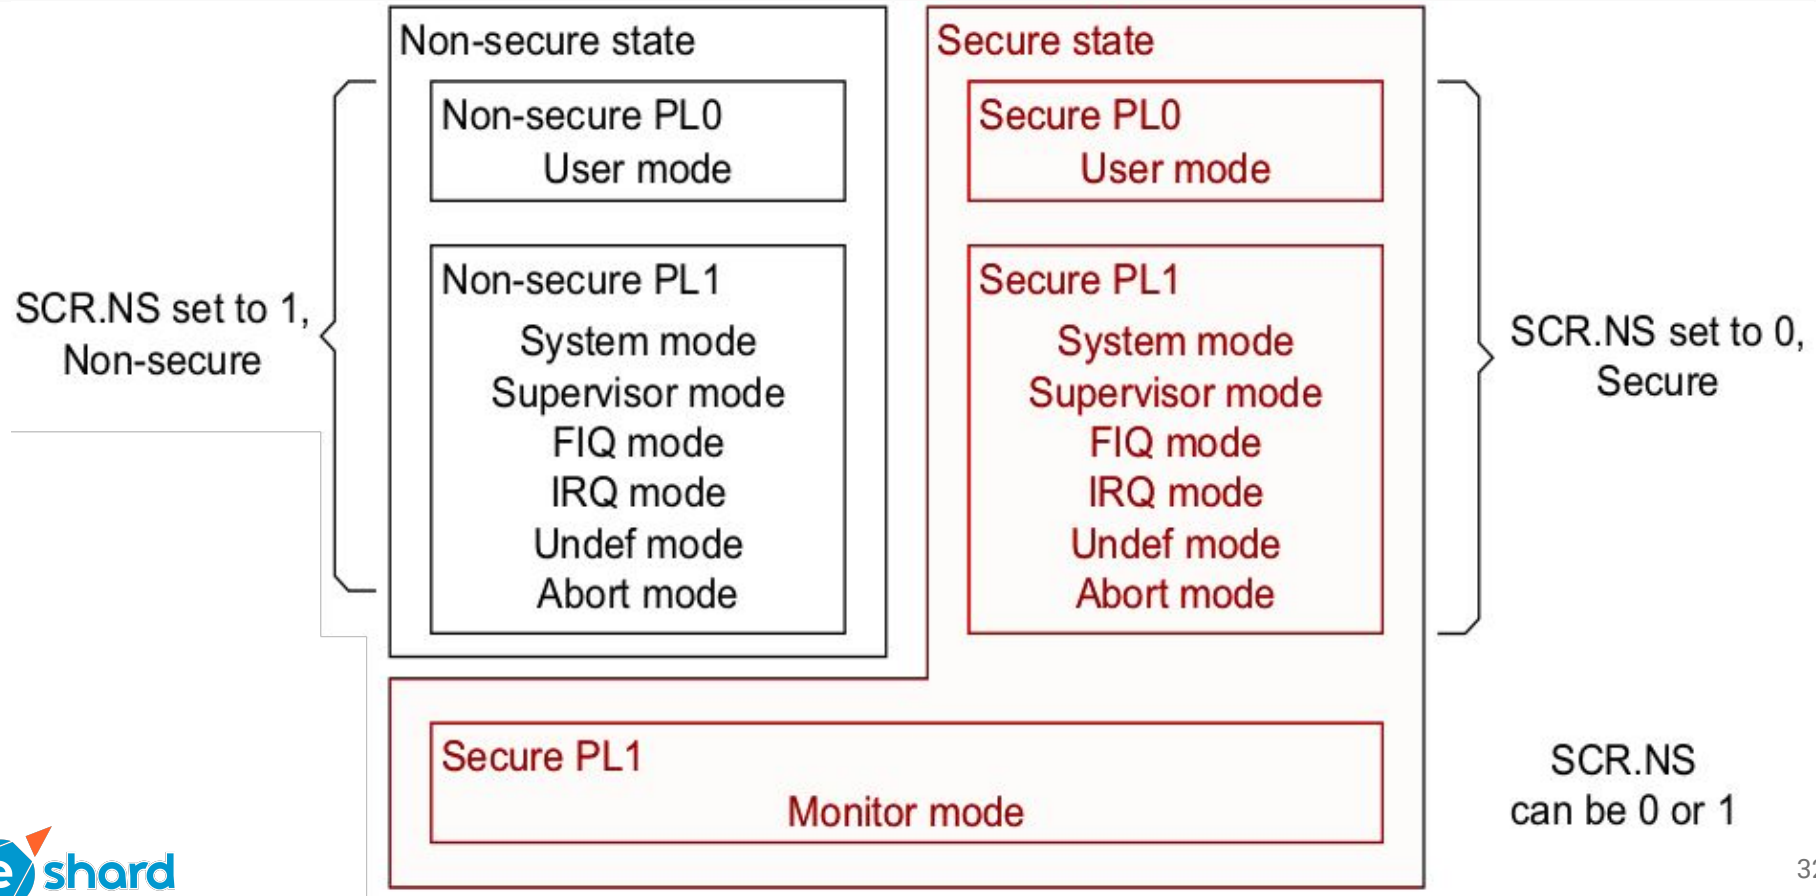 Non-secure state
Non-secure PL0
User mode
Non-secure PL1
System mode
Supervisor mode
FIQ mode
IRQ mode
Undef mode
Abort mode
SCR.NS set to 1,
Non-secure
Secure state
Secure PL0
User mode
Secure PL1
System mode
Supervisor mode
FIQ mode
IRQ mode
Undef mode
Abort mode
SCR.NS set to 0,
Secure
Secure PL1
Monitor mode
SCR.NS
can be 0 or 1
e
shard
32